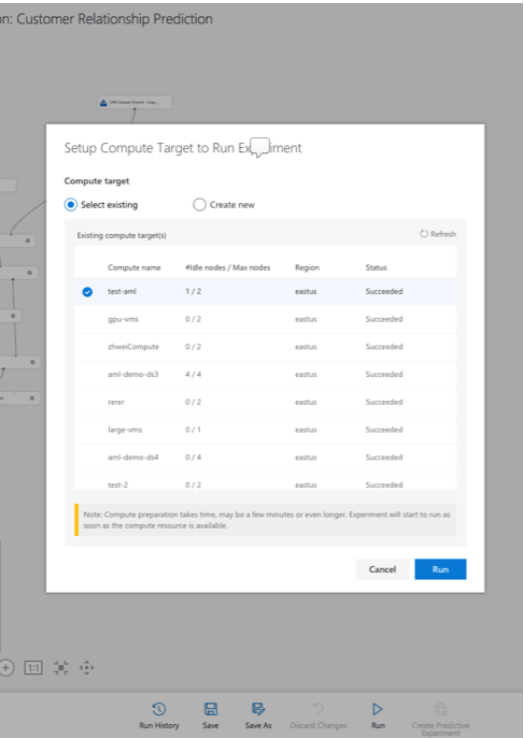 on: Customer Relationship Prediction
Setup Compute Target to Run Ex iment
Compute target
Select existing
Create new
Existing compute target(s)
Refresh
Compute name #Idle nodes / Max nodes Region Status
test-aml 1 / 2 eastus Succeeded
gpu-vms 0 / 2 eastus Succeeded
zhweiCompute 0 / 2 eastus Succeeded
aml-demo-ds3 4 / 4 eastus Succeeded
rerer 0 / 2 eastus Succeeded
large-vms 0 / 1 eastus Succeeded
aml-demo-ds4 0 / 4 eastus Succeeded
test-2 0 / 2 eastus Succeeded
Note: Compute preparation takes time, may be a few minutes or even longer. Experiment will start to run as
soon as the compute resource is available.
Cancel
Run
1:1
Run History
Save
Save As
Discard Changes
Run
Create Predictive
Experiment